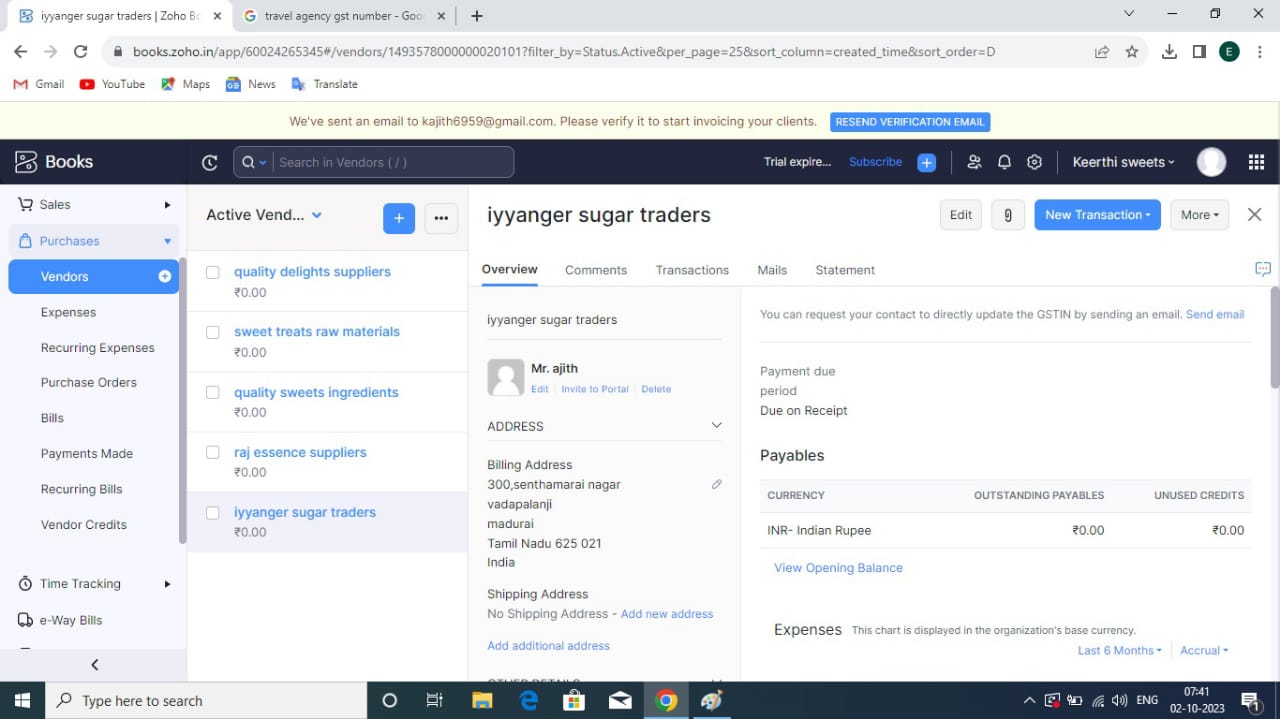 iyyanger sugar traders | Zoho Bo
travel agency gst number - Goo
books.zoho.in/app/60024265345#/vendors/1493578000000020101?filter_by=Status.Active&per_page=25&sort_column=created_time&sort_order=D
E
Gmail YouTube Maps News Translate
We've sent an email to kajith6959@gmail.com. Please verify it to start invoicing your clients. RESEND VERIFICATION EMAIL
Books
Search in Vendors ( / )
Trial expire... Subscribe
Keerthi sweets
Sales
Purchases
Vendors
Expenses
Recurring Expenses
Purchase Orders
Bills
Payments Made
Recurring Bills
Vendor Credits
Time Tracking
e-Way Bills
Active Vend...
quality delights suppliers
₹0.00
sweet treats raw materials
₹0.00
quality sweets ingredients
₹0.00
raj essence suppliers
₹0.00
iyyanger sugar traders
₹0.00
iyyanger sugar traders
Edit New Transaction More
Overview Comments Transactions Mails Statement
iyyanger sugar traders
Mr. ajith
Edit Invite to Portal Delete
ADDRESS
Billing Address
300,senthamarai nagar
vadapalanji
madurai
Tamil Nadu 625 021
India
Shipping Address
No Shipping Address - Add new address
Add additional address
OTHER DETAILS
You can request your contact to directly update the GSTIN by sending an email. Send email
Payment due
period
Due on Receipt
Payables
CURRENCY OUTSTANDING PAYABLES UNUSED CREDITS
INR- Indian Rupee ₹0.00 ₹0.00
View Opening Balance
Expenses This chart is displayed in the organization's base currency.
Last 6 Months Accrual
Type here to search
ENG
07:41
02-10-2023
1